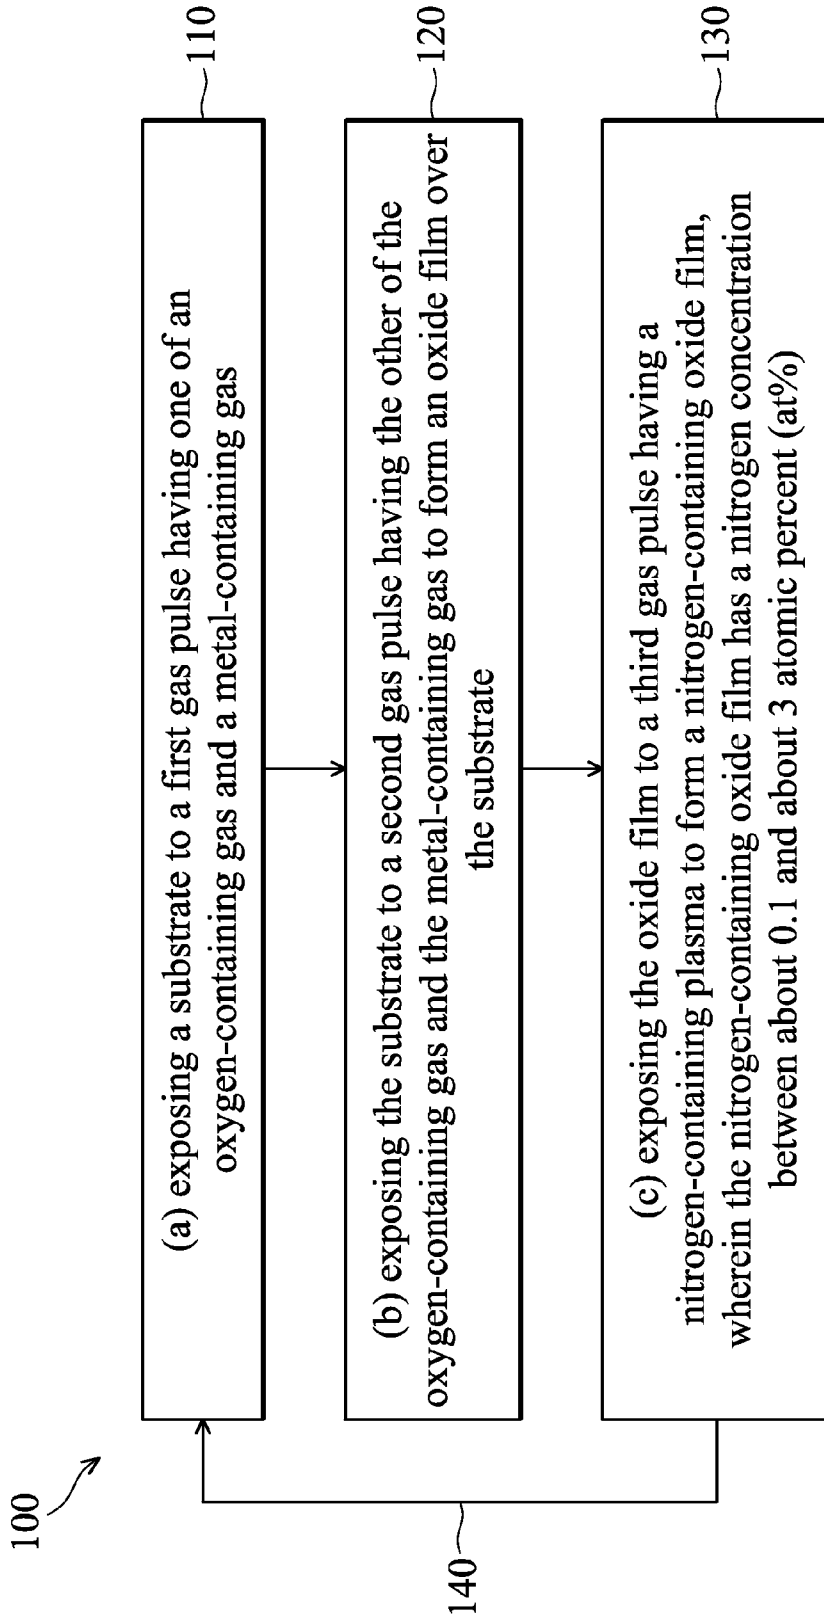 100
(a) exposing a substrate to a first gas pulse having one of an
oxygen-containing gas and a metal-containing gas
110
(b) exposing the substrate to a second gas pulse having the other of the
oxygen-containing gas and the metal-containing gas to form an oxide film over
the substrate
120
(c) exposing the oxide film to a third gas pulse having a
nitrogen-containing plasma to form a nitrogen-containing oxide film,
wherein the nitrogen-containing oxide film has a nitrogen concentration
between about 0.1 and about 3 atomic percent (at%)
130
140